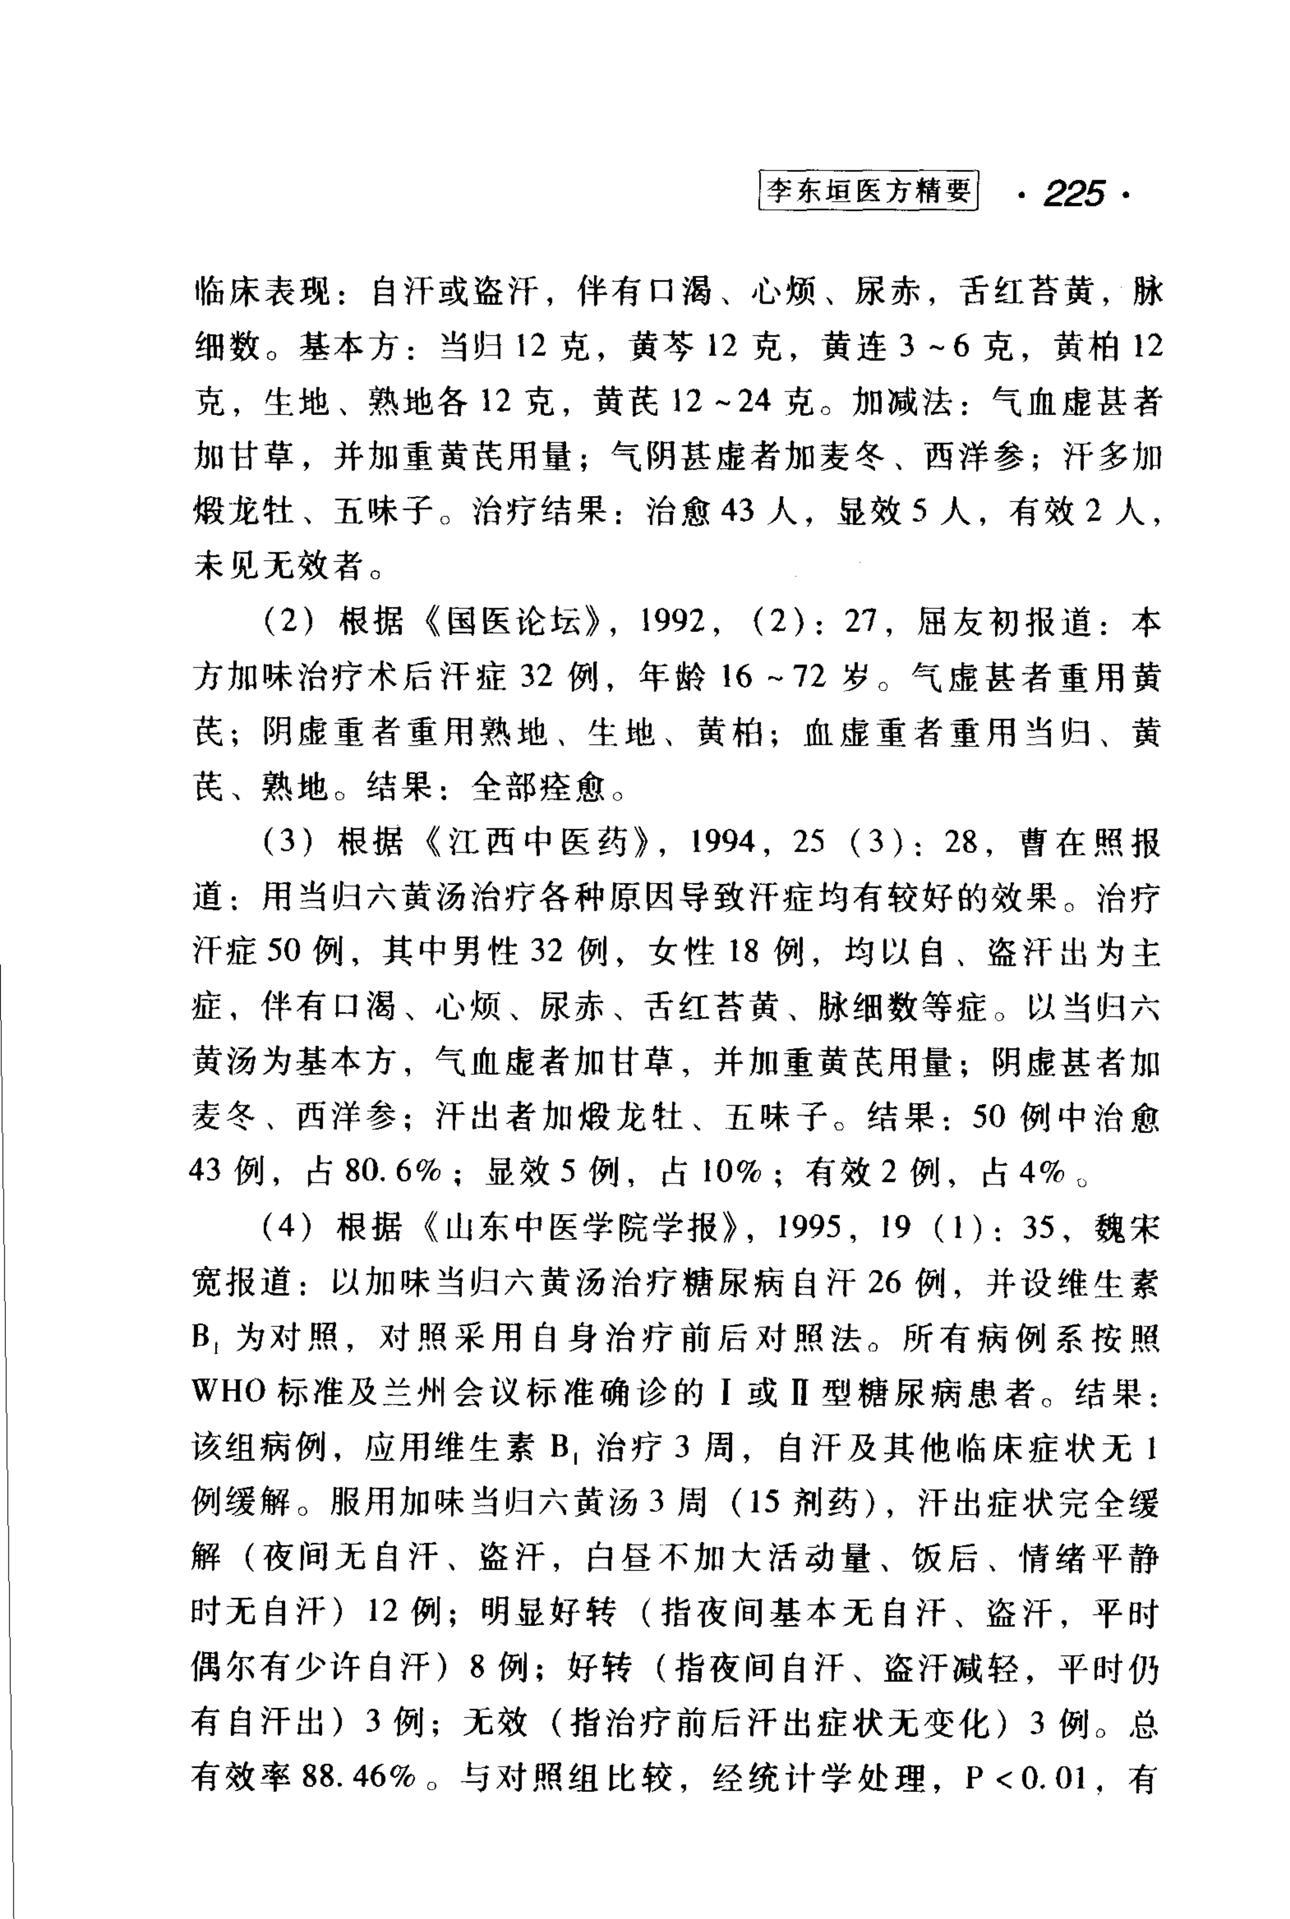 李东垣医方精要 ·225·
临床表现：自汗或盗汗，伴有口渴、心烦、尿赤，舌红苔黄，脉
细数。基本方：当归 12 克，黄芩 12 克，黄连 3～6 克，黄柏 12
克，生地、熟地各 12 克，黄芪 12～24 克。加减法：气血虚甚者
加甘草，并加重黄芪用量；气阴甚虚者加麦冬、西洋参；汗多加
煅龙牡、五味子。治疗结果：治愈 43 人，显效 5 人，有效 2 人，
未见无效者。
（2）根据《国医论坛》，1992，（2）：27，屈友初报道：本
方加味治疗术后汗症 32 例，年龄 16～72 岁。气虚甚者重用黄
芪；阴虚重者重用熟地、生地、黄柏；血虚重者重用当归、黄
芪、熟地。结果：全部痊愈。
（3）根据《江西中医药》，1994，25（3）：28，曹在照报
道：用当归六黄汤治疗各种原因导致汗症均有较好的效果。治疗
汗症 50 例，其中男性 32 例，女性 18 例，均以自、盗汗出为主
症，伴有口渴、心烦、尿赤、舌红苔黄、脉细数等症。以当归六
黄汤为基本方，气血虚者加甘草，并加重黄芪用量；阴虚甚者加
麦冬、西洋参；汗出者加煅龙牡、五味子。结果：50 例中治愈
43 例，占 80.6%；显效 5 例，占 10%；有效 2 例，占 4%。
（4）根据《山东中医学院学报》，1995，19（1）：35，魏宋
宽报道：以加味当归六黄汤治疗糖尿病自汗 26 例，并设维生素
B₁ 为对照，对照采用自身治疗前后对照法。所有病例系按照
WHO 标准及兰州会议标准确诊的 Ⅰ 或 Ⅱ 型糖尿病患者。结果：
该组病例，应用维生素 B₁ 治疗 3 周，自汗及其他临床症状无 1
例缓解。服用加味当归六黄汤 3 周（15 剂药），汗出症状完全缓
解（夜间无自汗、盗汗，白昼不加大活动量、饭后、情绪平静
时无自汗）12 例；明显好转（指夜间基本无自汗、盗汗，平时
偶尔有少许自汗）8 例；好转（指夜间自汗、盗汗减轻，平时仍
有自汗出）3 例；无效（指治疗前后汗出症状无变化）3 例。总
有效率 88.46%。与对照组比较，经统计学处理，P<0.01，有